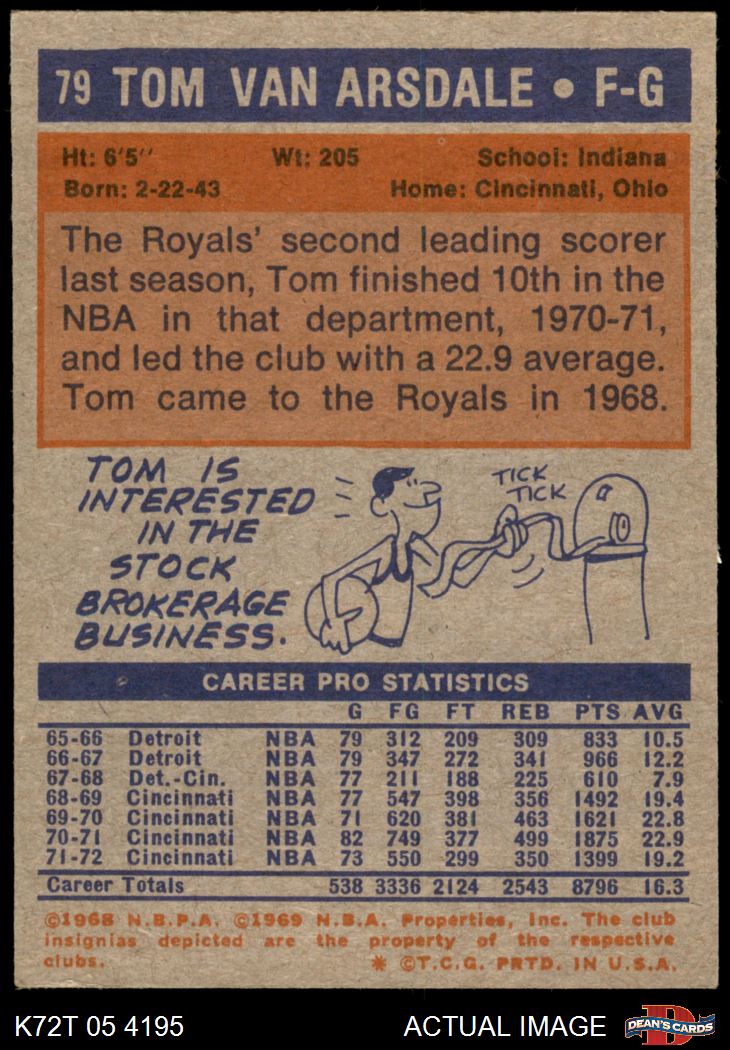 79 TOM VAN ARSDALE • F-G
Ht: 6'5'' Wt: 205 School: Indiana
Born: 2-22-43 Home: Cincinnati, Ohio
The Royals' second leading scorer
last season, Tom finished 10th in the
NBA in that department, 1970-71,
and led the club with a 22.9 average.
Tom came to the Royals in 1968.
TOM IS
INTERESTED
IN THE
STOCK
BROKERAGE
BUSINESS.
TICK
TICK
CAREER PRO STATISTICS
G FG FT REB PTS AVG
65-66 Detroit NBA 79 312 209 309 833 10.5
66-67 Detroit NBA 79 347 272 341 966 12.2
67-68 Det.-Cin. NBA 77 211 188 225 610 7.9
68-69 Cincinnati NBA 77 547 398 356 1492 19.4
69-70 Cincinnati NBA 71 620 381 463 1621 22.8
70-71 Cincinnati NBA 82 749 377 499 1875 22.9
71-72 Cincinnati NBA 73 550 299 350 1399 19.2
Career Totals 538 3336 2124 2543 8796 16.3
©1968 N.B.P.A. ©1969 N.B.A. Properties, Inc. The club
insignias depicted are the property of the respective
clubs. * ©T.C.G. PRTD. IN U.S.A.
K72T 05 4195 ACTUAL IMAGE D DEAN'S CARDS